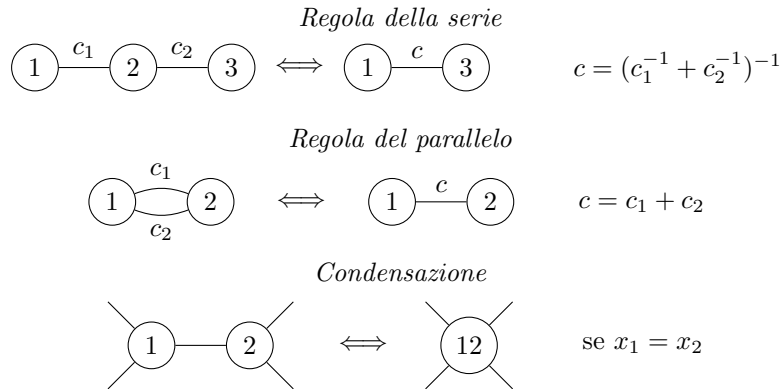 Regola della serie
1 c₁ 2 c₂ 3 ⟺ 1 c 3 c = (c₁⁻¹ + c₂⁻¹)⁻¹
Regola del parallelo
1 c₁ c₂ 2 ⟺ 1 c 2 c = c₁ + c₂
Condensazione
1 2 ⟺ 12 se x₁ = x₂